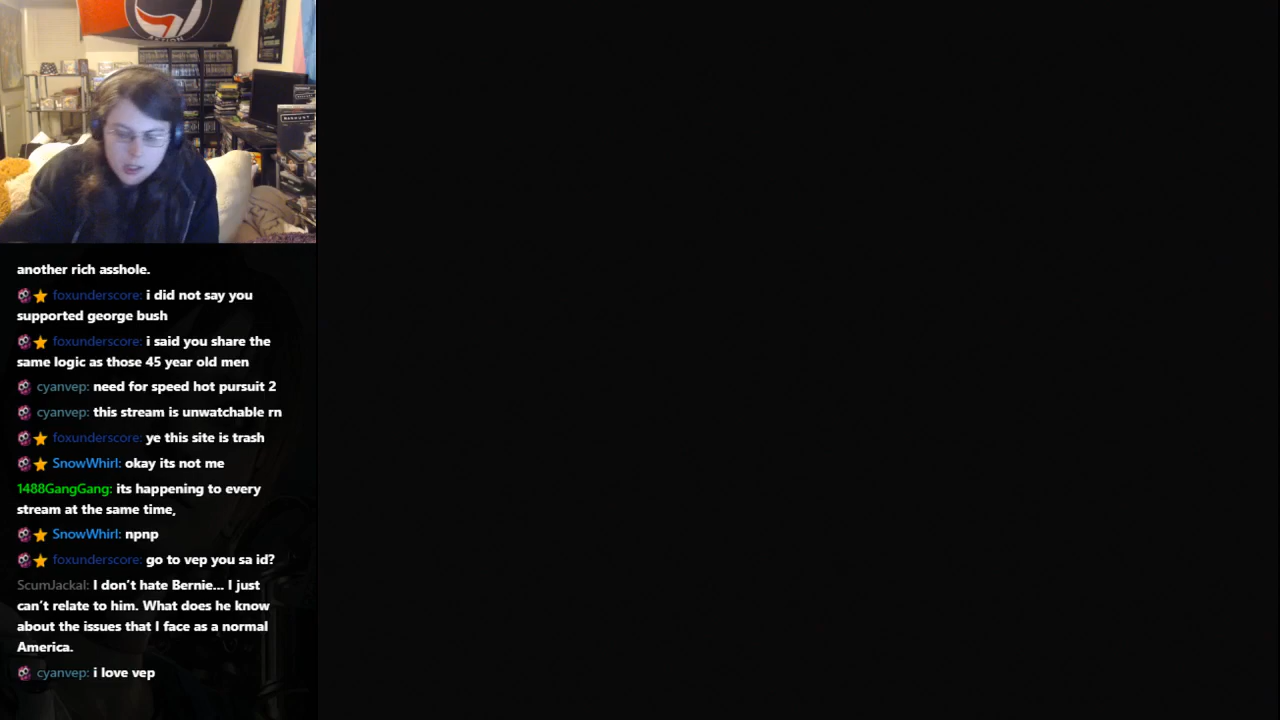 ACTION
MANHUNT
another rich asshole.
foxunderscore: i did not say you
supported george bush
foxunderscore: i said you share the
same logic as those 45 year old men
cyanvep: need for speed hot pursuit 2
cyanvep: this stream is unwatchable rn
foxunderscore: ye this site is trash
SnowWhirl: okay its not me
1488GangGang: its happening to every
stream at the same time,
SnowWhirl: npnp
foxunderscore: go to vep you sa id?
ScumJackal: I don't hate Bernie... I just
can't relate to him. What does he know
about the issues that I face as a normal
America.
cyanvep: i love vep